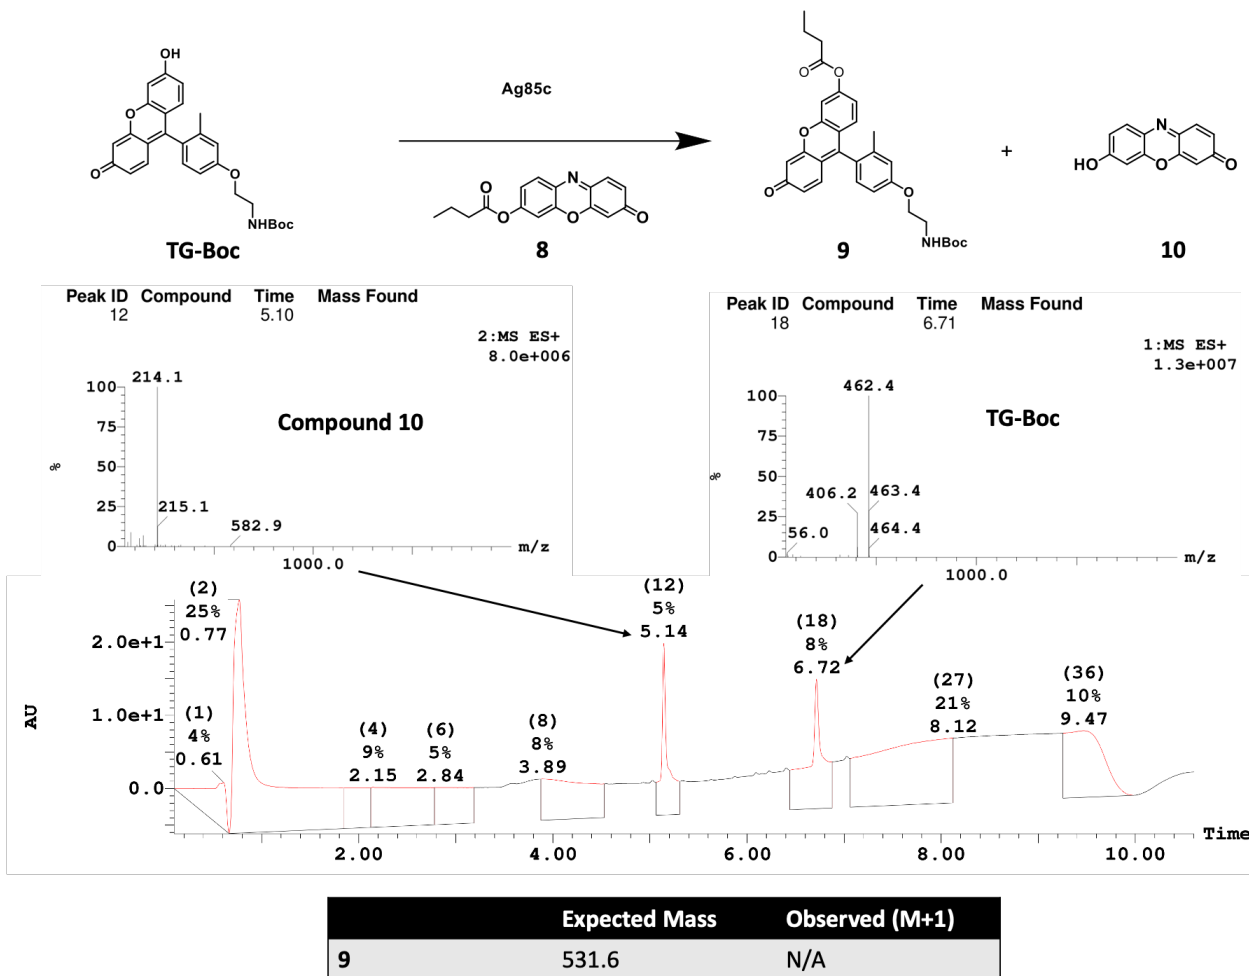 OH
O
O
O
NHBoc
TG-Boc
Ag85c
O
O
N
O
O
8
O
O
O
O
O
NHBoc
9
+
N
HO
O
O
10
Peak ID Compound Time Mass Found
12 5.10
2:MS ES+
8.0e+006
100
75
50
25
0
%
214.1
215.1
582.9
m/z
1000.0
Compound 10
Peak ID Compound Time Mass Found
18 6.71
1:MS ES+
1.3e+007
100
75
50
25
0
%
462.4
406.2
463.4
464.4
56.0
m/z
1000.0
TG-Boc
AU
2.0e+1
1.0e+1
0.0
(1)
4%
0.61
(2)
25%
0.77
(4)
9%
2.15
(6)
5%
2.84
(8)
8%
3.89
(12)
5%
5.14
(18)
8%
6.72
(27)
21%
8.12
(36)
10%
9.47
Time
2.00 4.00 6.00 8.00 10.00
Expected Mass Observed (M+1)
9 531.6 N/A